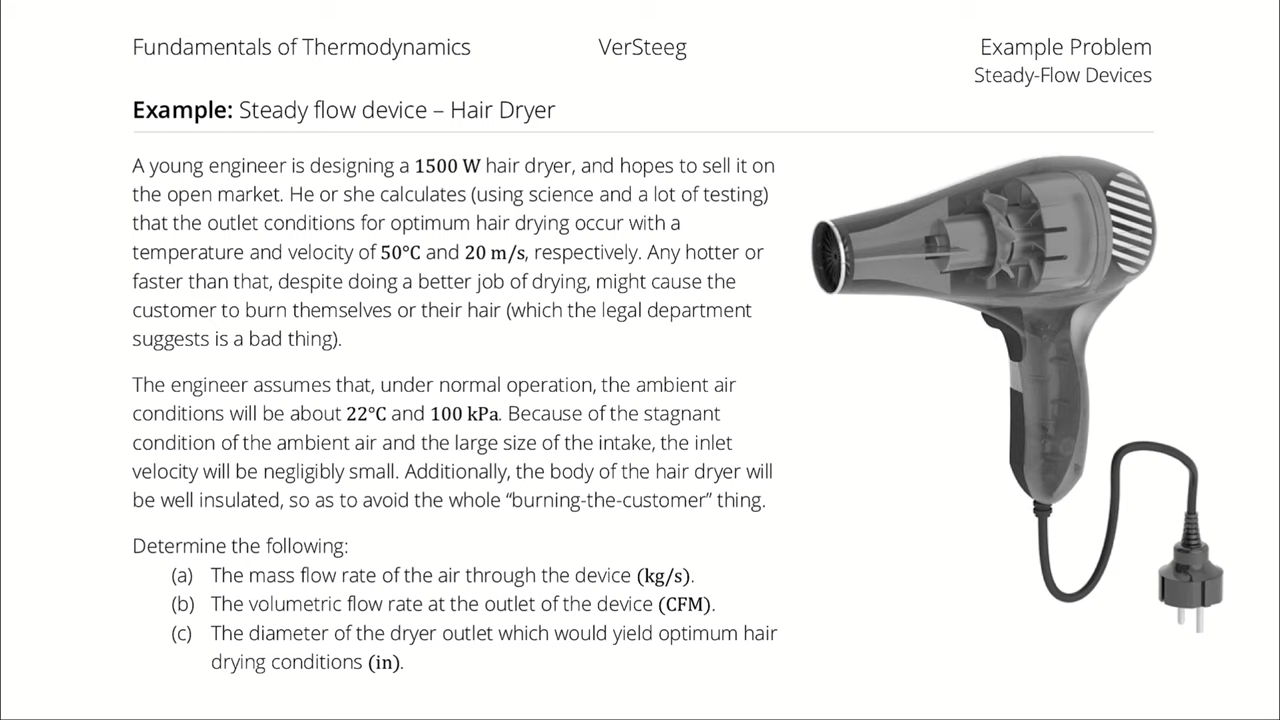 Fundamentals of Thermodynamics VerSteeg Example Problem
Steady-Flow Devices
Example: Steady flow device – Hair Dryer
A young engineer is designing a 1500 W hair dryer, and hopes to sell it on
the open market. He or she calculates (using science and a lot of testing)
that the outlet conditions for optimum hair drying occur with a
temperature and velocity of 50°C and 20 m/s, respectively. Any hotter or
faster than that, despite doing a better job of drying, might cause the
customer to burn themselves or their hair (which the legal department
suggests is a bad thing).
The engineer assumes that, under normal operation, the ambient air
conditions will be about 22°C and 100 kPa. Because of the stagnant
condition of the ambient air and the large size of the intake, the inlet
velocity will be negligibly small. Additionally, the body of the hair dryer will
be well insulated, so as to avoid the whole “burning-the-customer” thing.
Determine the following:
(a) The mass flow rate of the air through the device (kg/s).
(b) The volumetric flow rate at the outlet of the device (CFM).
(c) The diameter of the dryer outlet which would yield optimum hair
drying conditions (in).